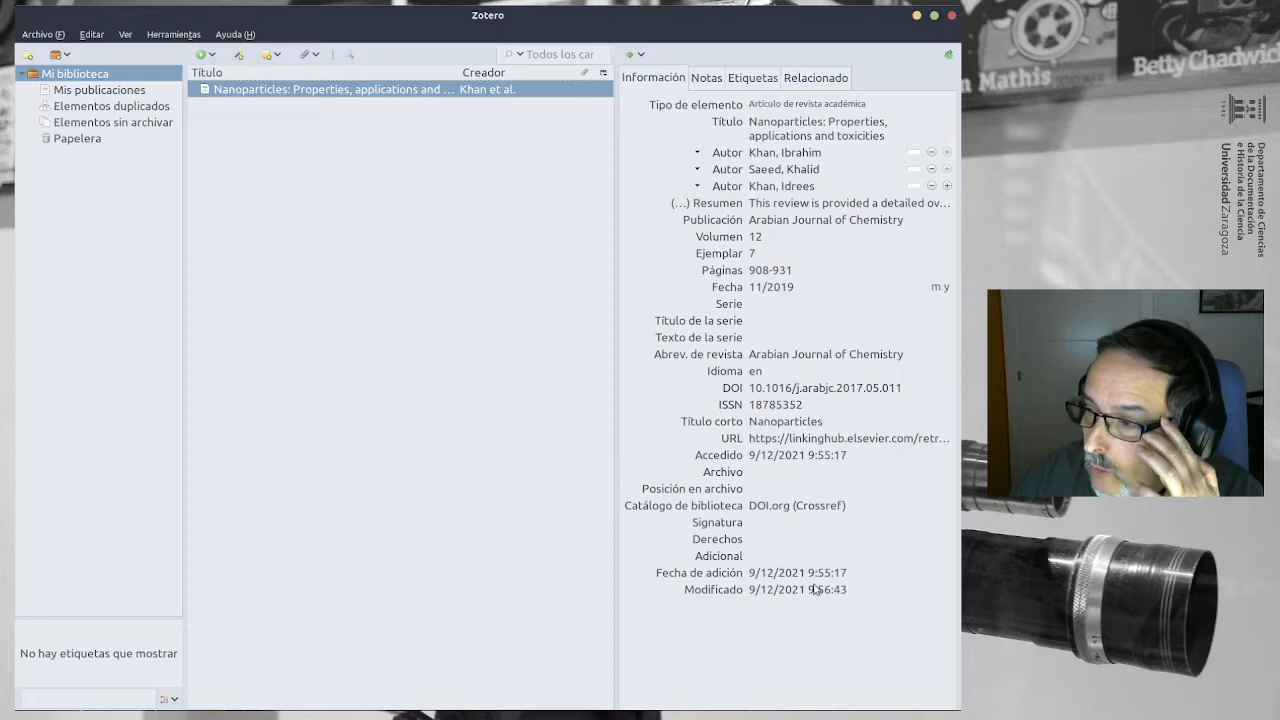 Zotero
Archivo (F) Editar Ver Herramientas Ayuda (H)
Todos los car
Mi biblioteca
Mis publicaciones
Elementos duplicados
Elementos sin archivar
Papelera
No hay etiquetas que mostrar
Título Creador
Nanoparticles: Properties, applications and ... Khan et al.
Información Notas Etiquetas Relacionado
Tipo de elemento Artículo de revista académica
Título Nanoparticles: Properties,
applications and toxicities
Autor Khan, Ibrahim
Autor Saeed, Khalid
Autor Khan, Idrees
(...) Resumen This review is provided a detailed ov...
Publicación Arabian Journal of Chemistry
Volumen 12
Ejemplar 7
Páginas 908-931
Fecha 11/2019 m y
Serie
Título de la serie
Texto de la serie
Abrev. de revista Arabian Journal of Chemistry
Idioma en
DOI 10.1016/j.arabjc.2017.05.011
ISSN 18785352
Título corto Nanoparticles
URL https://linkinghub.elsevier.com/retr...
Accedido 9/12/2021 9:55:17
Archivo
Posición en archivo
Catálogo de biblioteca DOI.org (Crossref)
Signatura
Derechos
Adicional
Fecha de adición 9/12/2021 9:55:17
Modificado 9/12/2021 9:56:43
n Mathis
Betty Chadwic
1542
Departamento de Ciencias
de la Documentación
e Historia de la Ciencia
Universidad Zaragoza